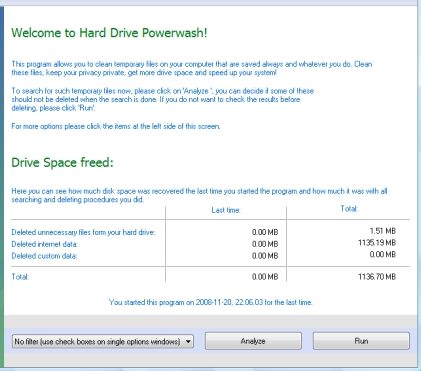 Welcome to Hard Drive Powerwash!
This program allows you to clean temporary files on your computer that are saved always and whatever you do. Clean
these files, keep your privacy private, get more drive space and speed up your system!
To search for such temporary files now, please click on 'Analyze ', you can decide if some of these
should not be deleted when the search is done. If you do not want to check the results before
deleting, please click 'Run'.
For more options please click the items at the left side of this screen.
Drive Space freed:
Here you can see how much disk space was recovered the last time you started the program and how much it was with all
searching and deleting procedures you did.
Last time: Total:
Deleted unnecessary files form your hard drive: 0.00 MB 1.51 MB
Deleted internet data: 0.00 MB 1135.19 MB
Deleted custom data: 0.00 MB 0.00 MB
Total: 0.00 MB 1136.70 MB
You started this program on 2008-11-20, 22.06.03 for the last time.
No filter (use check boxes on single options windows) Analyze Run